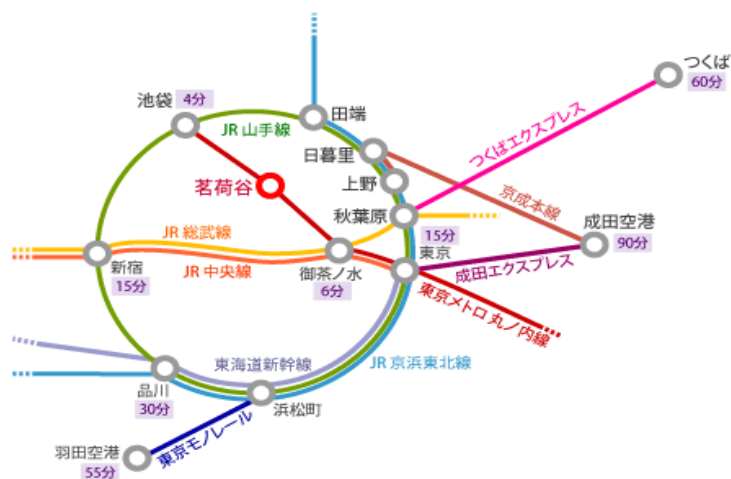 つくば
60分
池袋
4分
田端
JR 山手線
日暮里
つくばエクスプレス
茗荷谷
上野
京成本線
秋葉原
15分
成田空港
90分
JR 総武線
JR 中央線
新宿
15分
御茶ノ水
6分
東京
成田エクスプレス
東京メトロ 丸ノ内線
東海道新幹線
JR 京浜東北線
品川
30分
浜松町
東京モノレール
羽田空港
55分